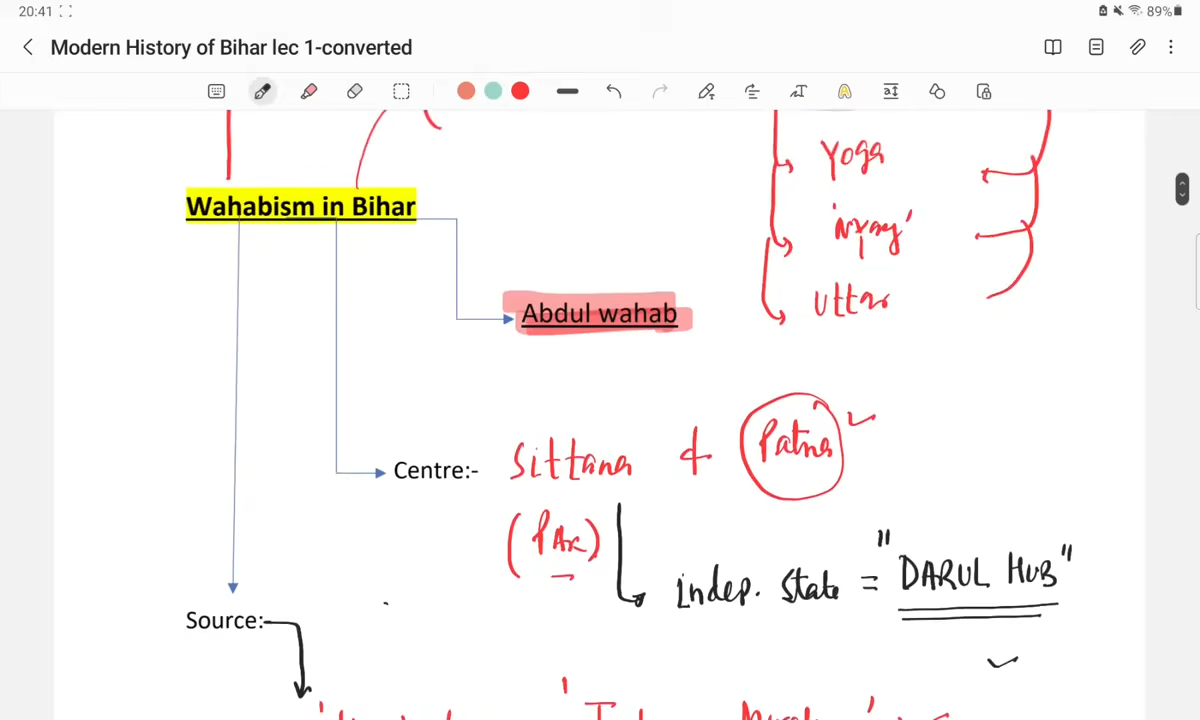 20:41 89%
Modern History of Bihar lec 1-converted
Yoga
Wahabism in Bihar
'nyay'
Uttar
Abdul wahab
Centre:- Sittana & Patna
(PAK)
indep. state = "DARUL HUB"
Source:-